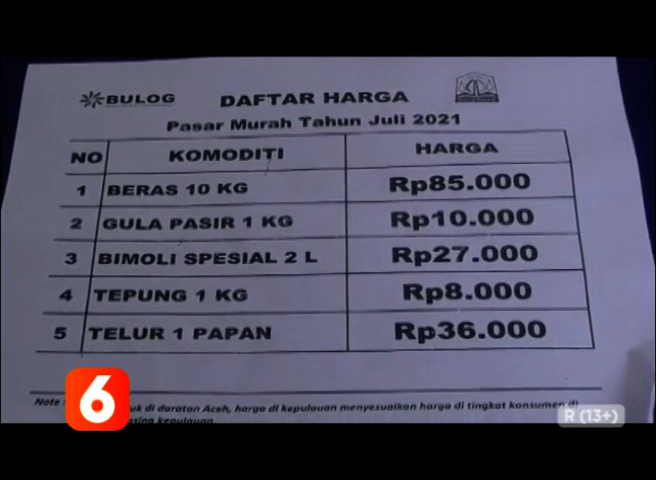 BULOG
DAFTAR HARGA
Pasar Murah Tahun Juli 2021
NO KOMODITI HARGA
1 BERAS 10 KG Rp85.000
2 GULA PASIR 1 KG Rp10.000
3 BIMOLI SPESIAL 2 L Rp27.000
4 TEPUNG 1 KG Rp8.000
5 TELUR 1 PAPAN Rp36.000
Note uk di daratan Aceh, harga di kepulauan menyesuaikan harga di tingkat konsumen di
kepulauan.
6
R (13+)